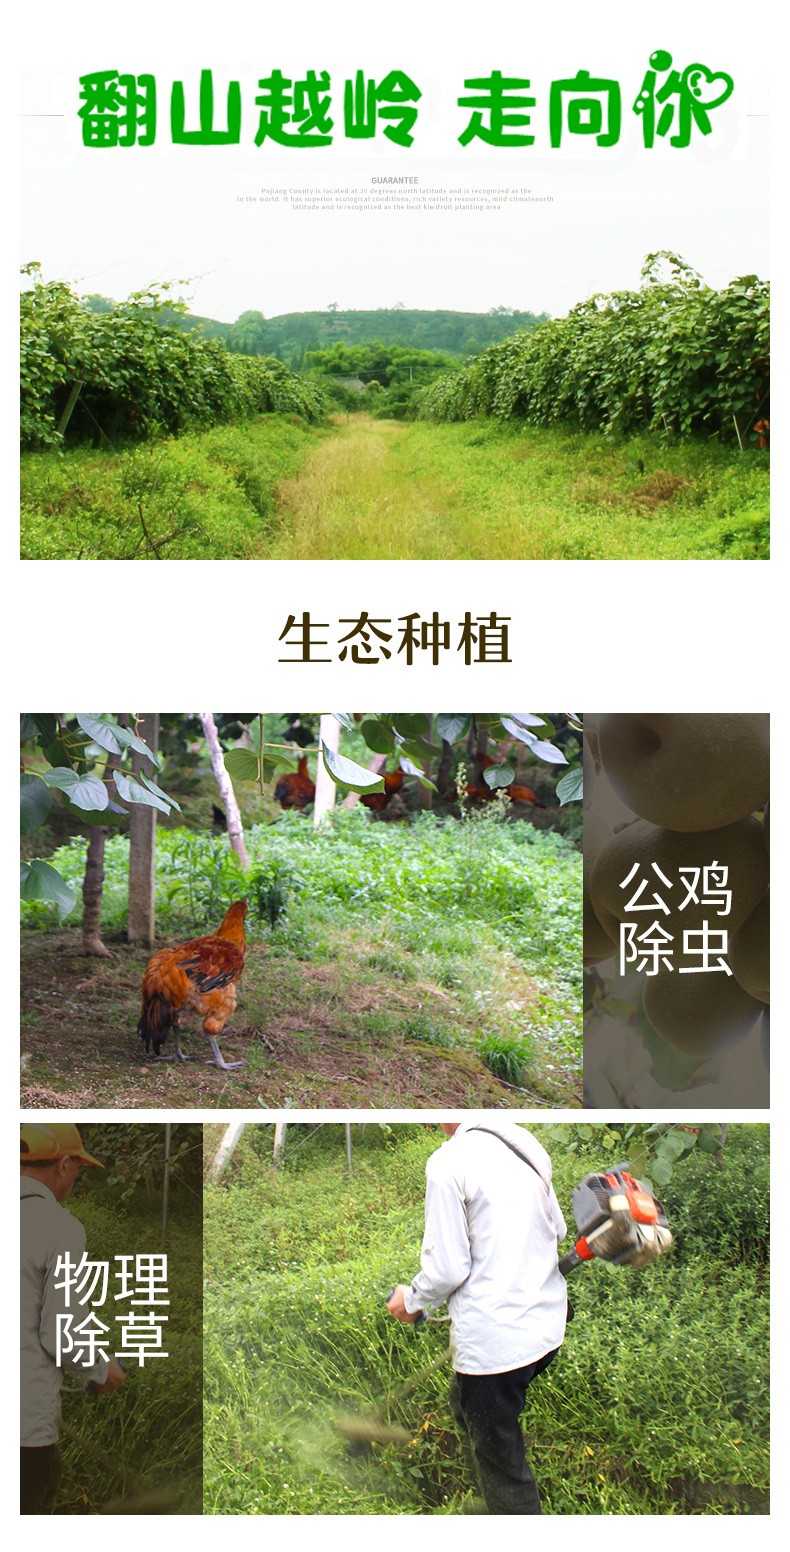 翻山越岭 走向你
GUARANTEE
Pujiang County is located at 30 degrees north latitude and is recognized as the
in the world. It has superior ecological conditions, rich variety resources, mild climatenorth
latitude and is recognized as the best kiwifruit planting area
生态种植
公鸡
除虫
物理
除草